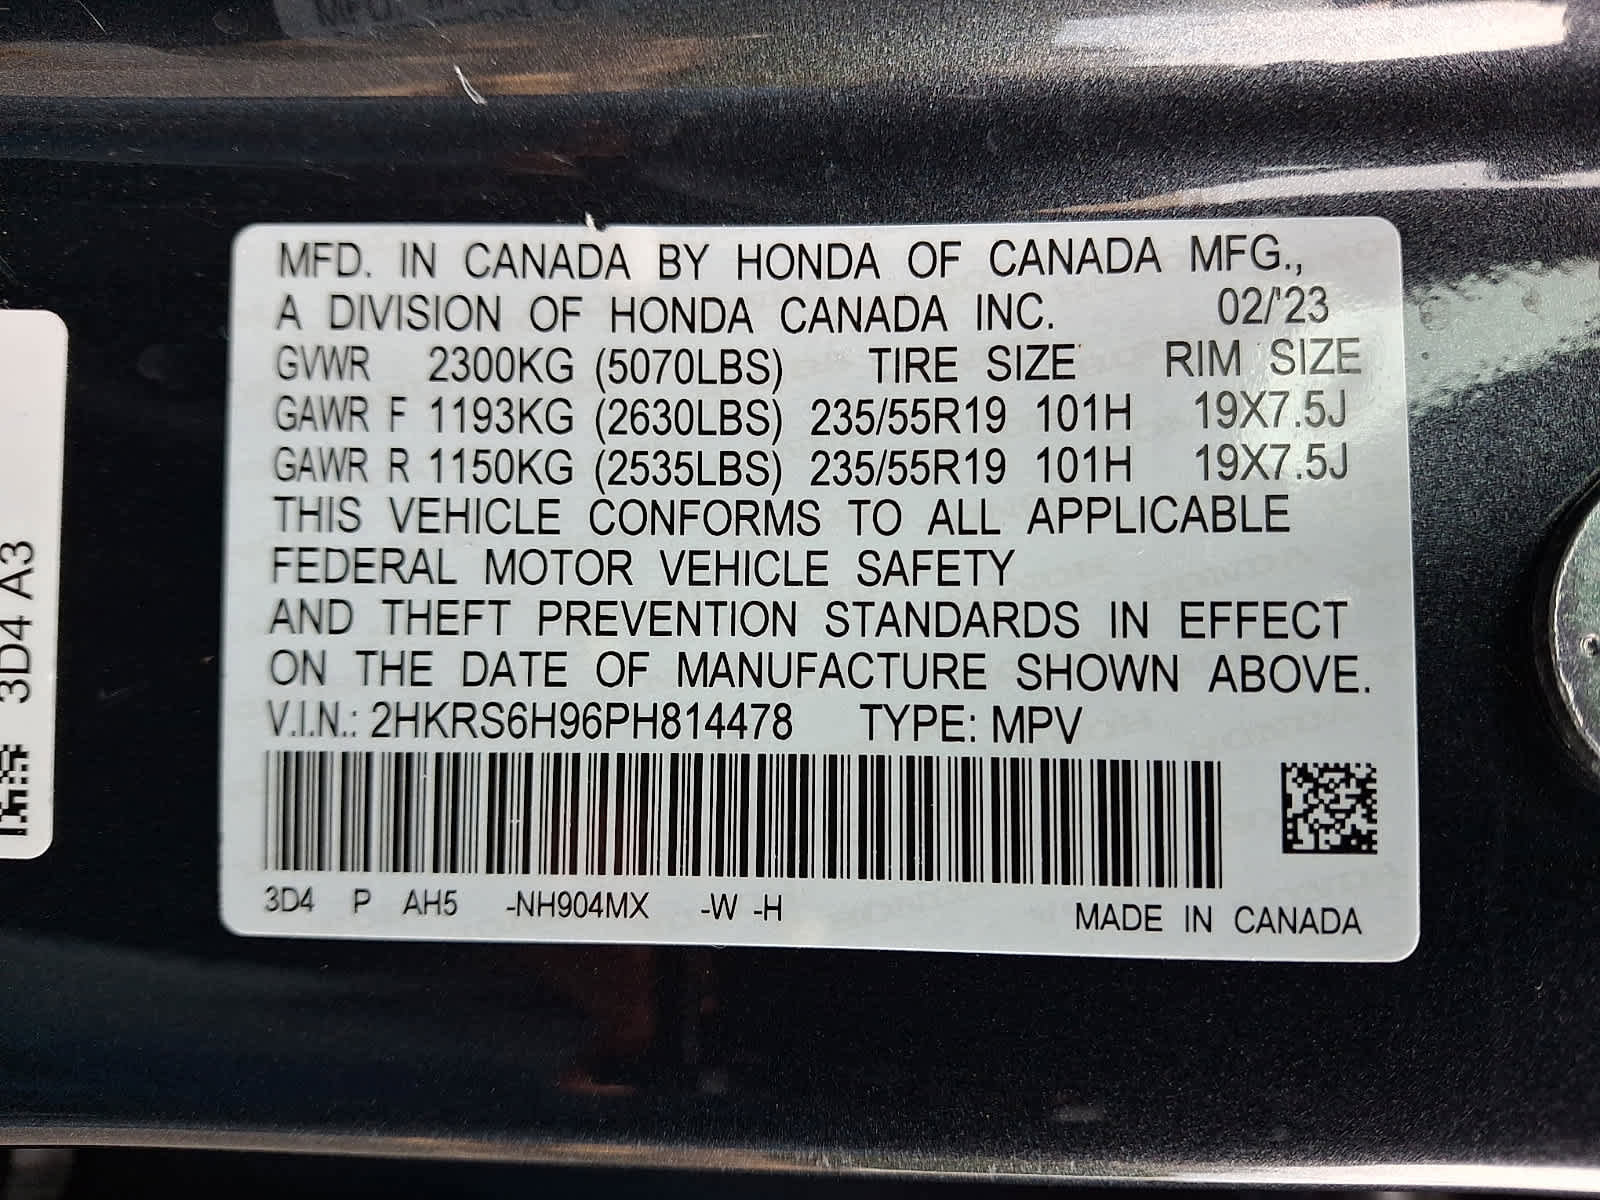 MFD. IN CANADA BY HONDA OF CANADA MFG.,
A DIVISION OF HONDA CANADA INC. 02/'23
GVWR 2300KG (5070LBS) TIRE SIZE RIM SIZE
GAWR F 1193KG (2630LBS) 235/55R19 101H 19X7.5J
GAWR R 1150KG (2535LBS) 235/55R19 101H 19X7.5J
THIS VEHICLE CONFORMS TO ALL APPLICABLE
FEDERAL MOTOR VEHICLE SAFETY
AND THEFT PREVENTION STANDARDS IN EFFECT
ON THE DATE OF MANUFACTURE SHOWN ABOVE.
V.I.N.: 2HKRS6H96PH814478 TYPE: MPV
3D4 P AH5 -NH904MX -W -H
MADE IN CANADA
3D4 A3